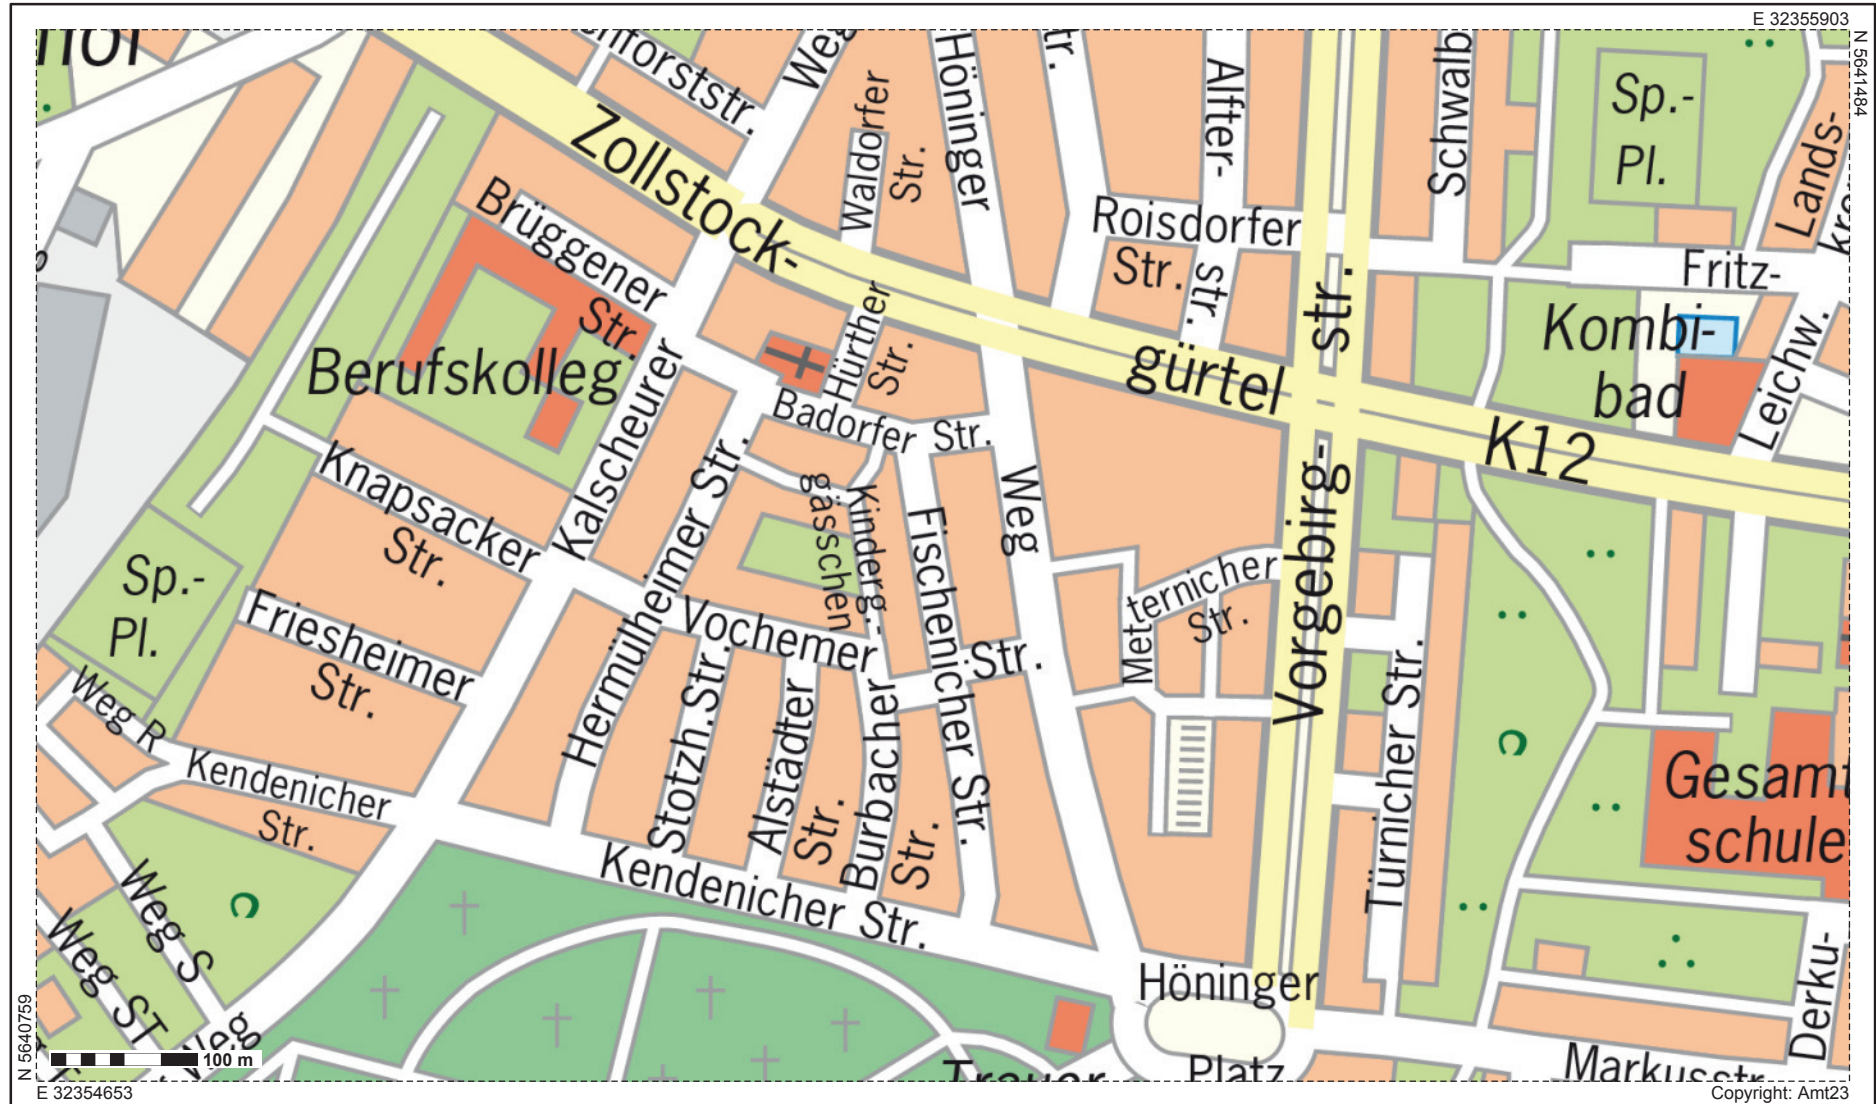 E 32355903
N 5641484
Weg
Höninger
Alfter-
Schwalb
Sp.-
Pl.
Lands-
Waldorfer
Str.
Zollstock-
Brüggener
Str.
Roisdorfer
Str.
str.
Fritz-
Kombi-
bad
Leichw.
Berufskolleg
Kalscheurer
Hürther
Str.
Badorfer Str.
gürtel
str.
K12
Knapsacker
Str.
Hermülheimer Str.
gässchen
Kinderg.-
Fischenicher Str.
Weg
Vorgebirg-
Sp.-
Pl.
Friesheimer
Str.
Vochemer
Str.
Metternicher
Str.
Türnicher Str.
Weg R
Kendenicher
Str.
Stotzh.Str.
Alstädter
Str.
Burbacher
Str.
Gesamt
schule
Weg S
Weg ST
Weg
Kendenicher Str.
Höninger
Platz
Derku-
Markusstr.
N 5640759
100 m
E 32354653
Copyright: Amt23